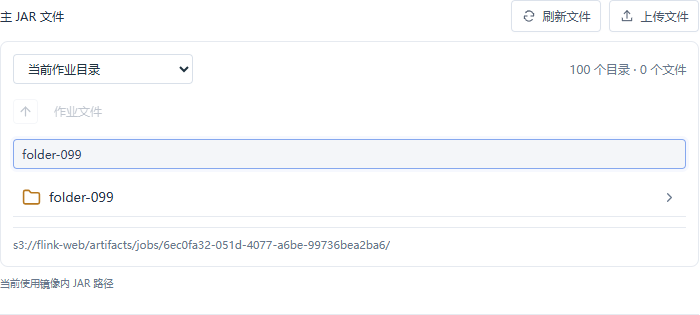 主 JAR 文件 刷新文件 上传文件
当前作业目录 100 个目录 · 0 个文件
作业文件
folder-099
folder-099
s3://flink-web/artifacts/jobs/6ec0fa32-051d-4077-a6be-99736bea2ba6/
当前使用镜像内 JAR 路径